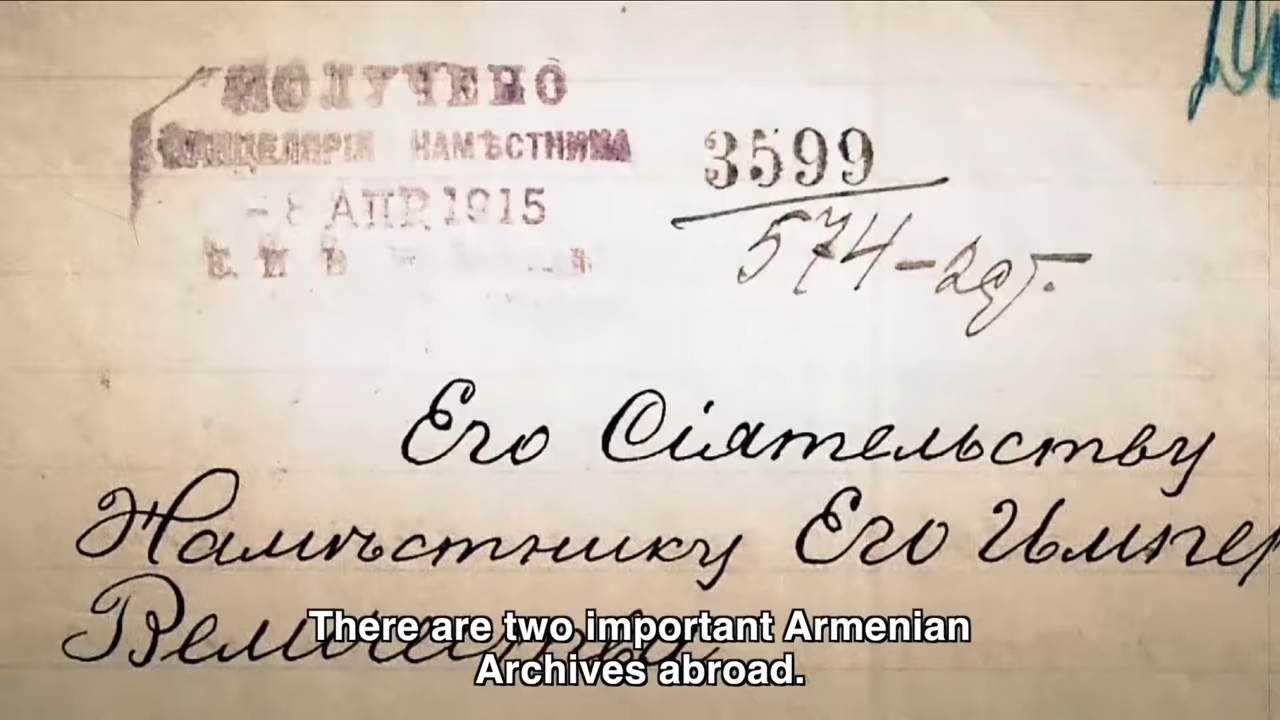 ПОЛУЧЕНО
КАНЦЕЛЯРІЯ НАМѢСТНИКА
- 8 АПР. 1915
3599
574-
Его Сіятельству
Намѣстнику Его Импер
Величества
There are two important Armenian
Archives abroad.